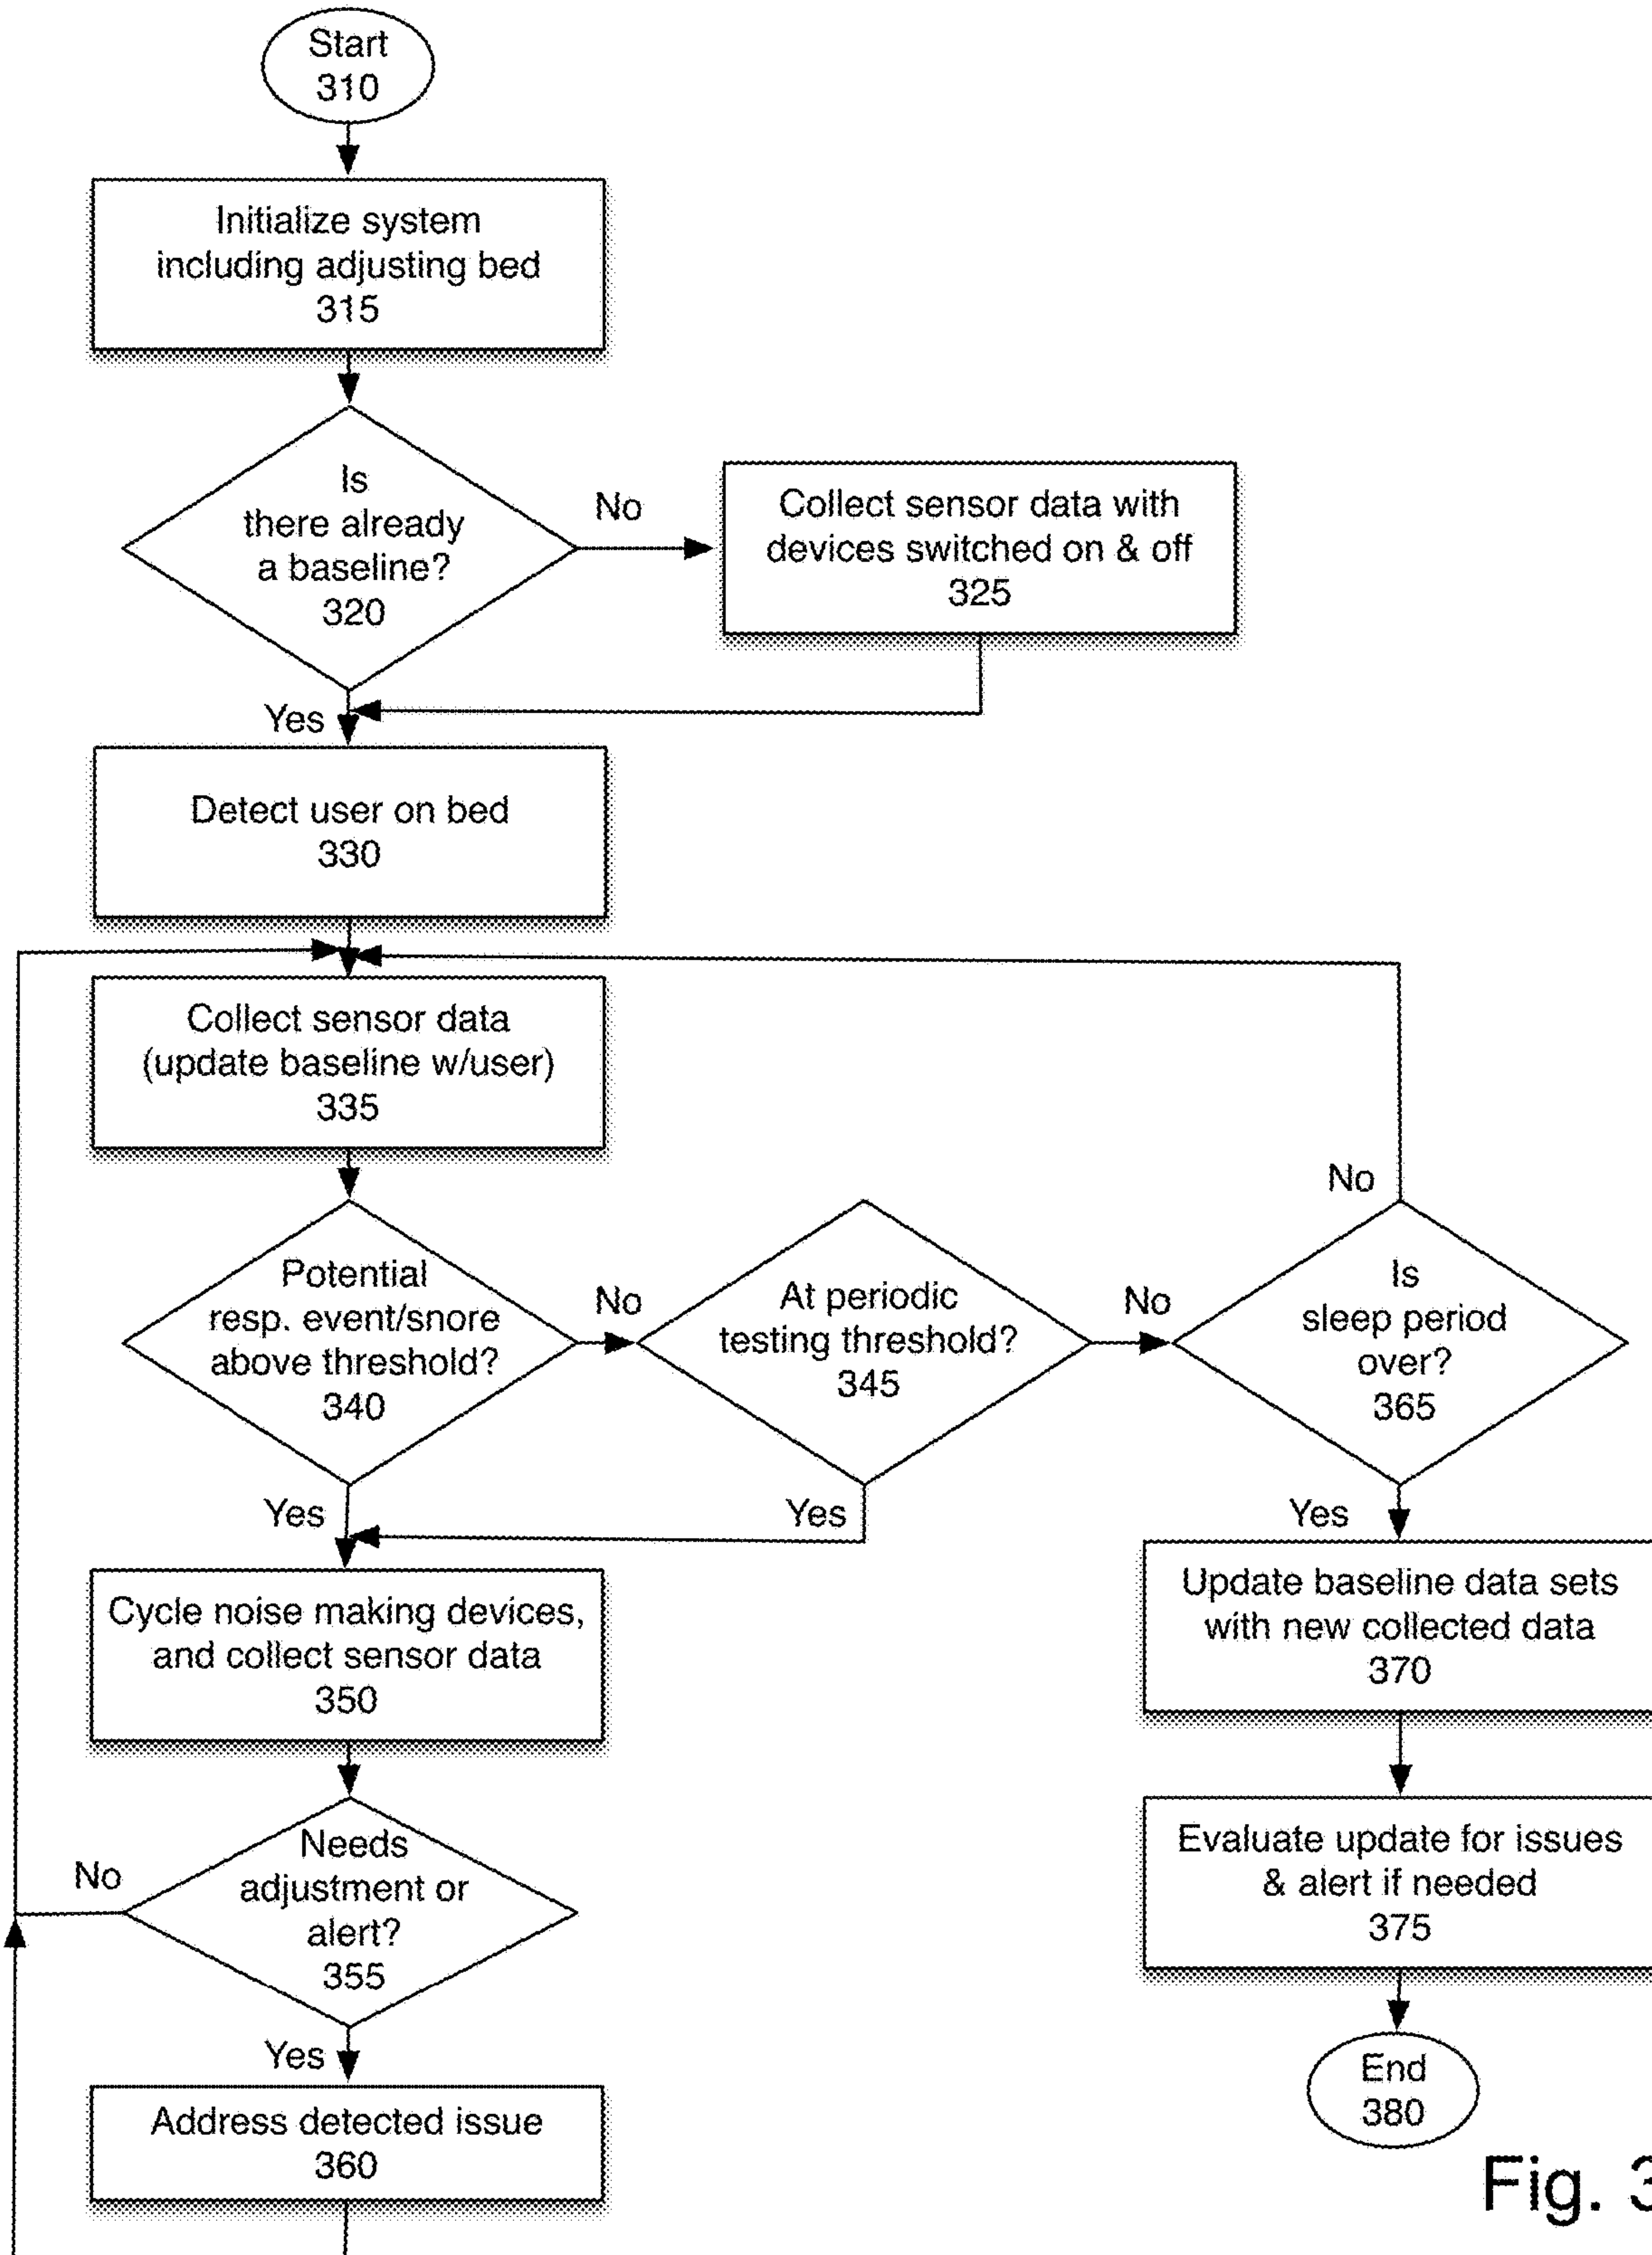 Start
310
Initialize system
including adjusting bed
315
Is
there already
a baseline?
320
No
Collect sensor data with
devices switched on & off
325
Yes
Detect user on bed
330
Collect sensor data
(update baseline w/user)
335
Potential
resp. event/snore
above threshold?
340
No
At periodic
testing threshold?
345
No
Is
sleep period
over?
365
No
Yes
Yes
Yes
Cycle noise making devices,
and collect sensor data
350
Update baseline data sets
with new collected data
370
Needs
adjustment or
alert?
355
No
Evaluate update for issues
& alert if needed
375
Yes
Address detected issue
360
End
380
Fig. 3